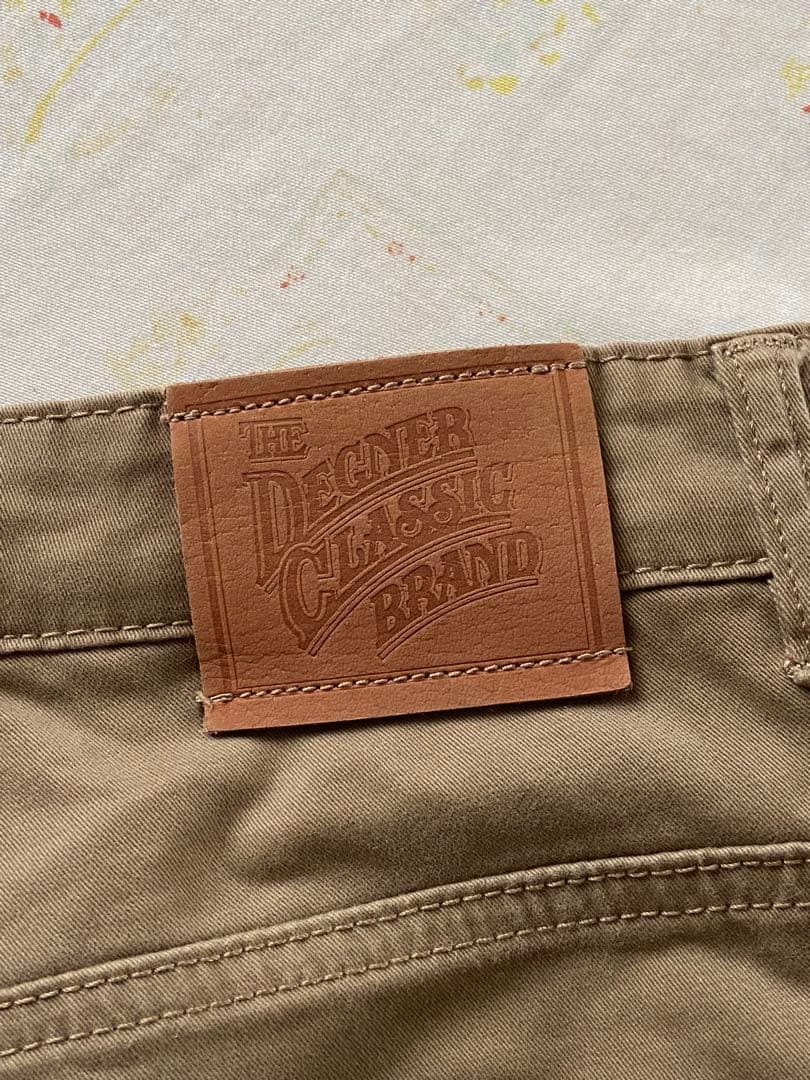 THE
DEGNER
CLASSIC
BRAND